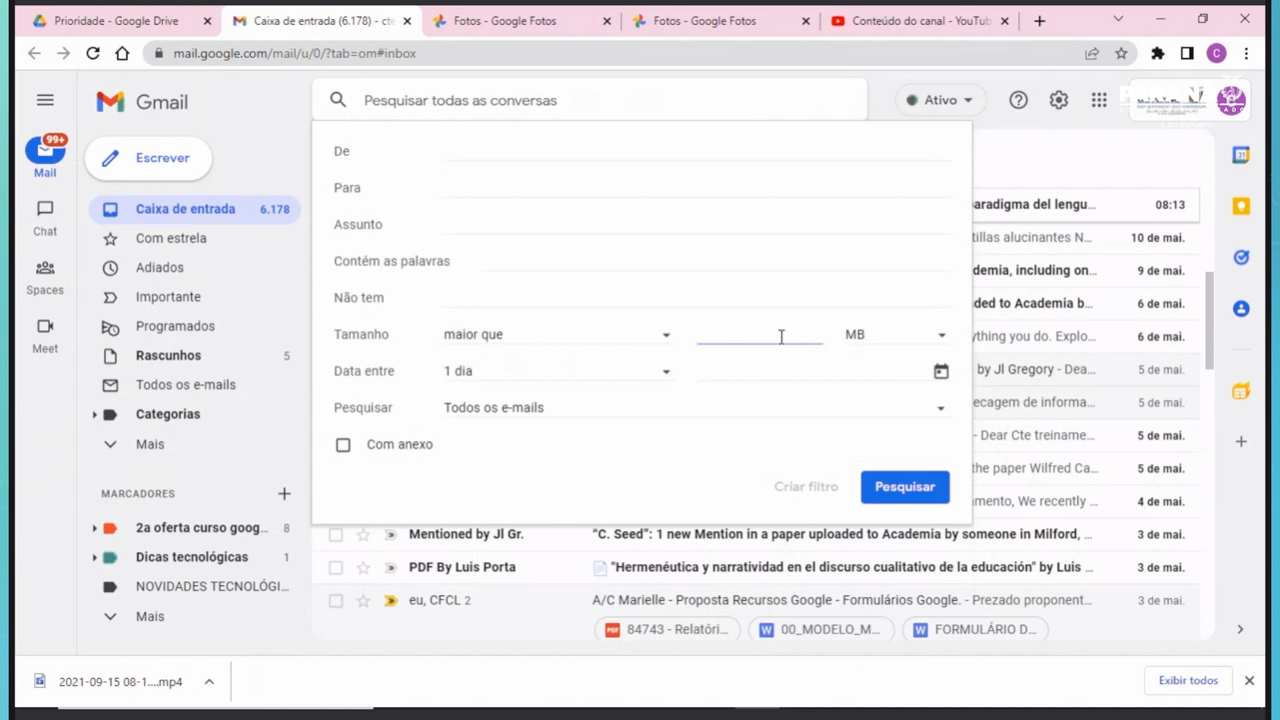 Prioridade - Google Drive
Caixa de entrada (6.178) - cte
Fotos - Google Fotos
Fotos - Google Fotos
Conteúdo do canal - YouTub
mail.google.com/mail/u/0/?tab=om#inbox
C
Gmail
Pesquisar todas as conversas
Ativo
99+
Mail
Chat
Spaces
Meet
Escrever
Caixa de entrada 6.178
Com estrela
Adiados
Importante
Programados
Rascunhos 5
Todos os e-mails
Categorias
Mais
MARCADORES
2a oferta curso goog... 8
Dicas tecnológicas 1
NOVIDADES TECNOLÓGI...
Mais
De
Para
Assunto
Contém as palavras
Não tem
Tamanho maior que MB
Data entre 1 dia
Pesquisar Todos os e-mails
Com anexo
Criar filtro Pesquisar
aradigma del lengu... 08:13
tillas alucinantes N... 10 de mai.
demia, including on... 9 de mai.
ded to Academia b... 6 de mai.
ything you do. Explo... 6 de mai.
by Jl Gregory - Dea... 5 de mai.
ecagem de informa... 5 de mai.
- Dear Cte treiname... 5 de mai.
the paper Wilfred Ca... 5 de mai.
amento, We recently ... 4 de mai.
Mentioned by Jl Gr. “C. Seed”: 1 new Mention in a paper uploaded to Academia by someone in Milford, ... 3 de mai.
PDF By Luis Porta "Hermenéutica y narratividad en el discurso cualitativo de la educación" by Luis ... 3 de mai.
eu, CFCL 2 A/C Marielle - Proposta Recursos Google - Formulários Google. - Prezado proponent... 3 de mai.
PDF 84743 - Relatóri... W 00_MODELO_M... W FORMULÁRIO D...
31
2021-09-15 08-1....mp4
Exibir todos